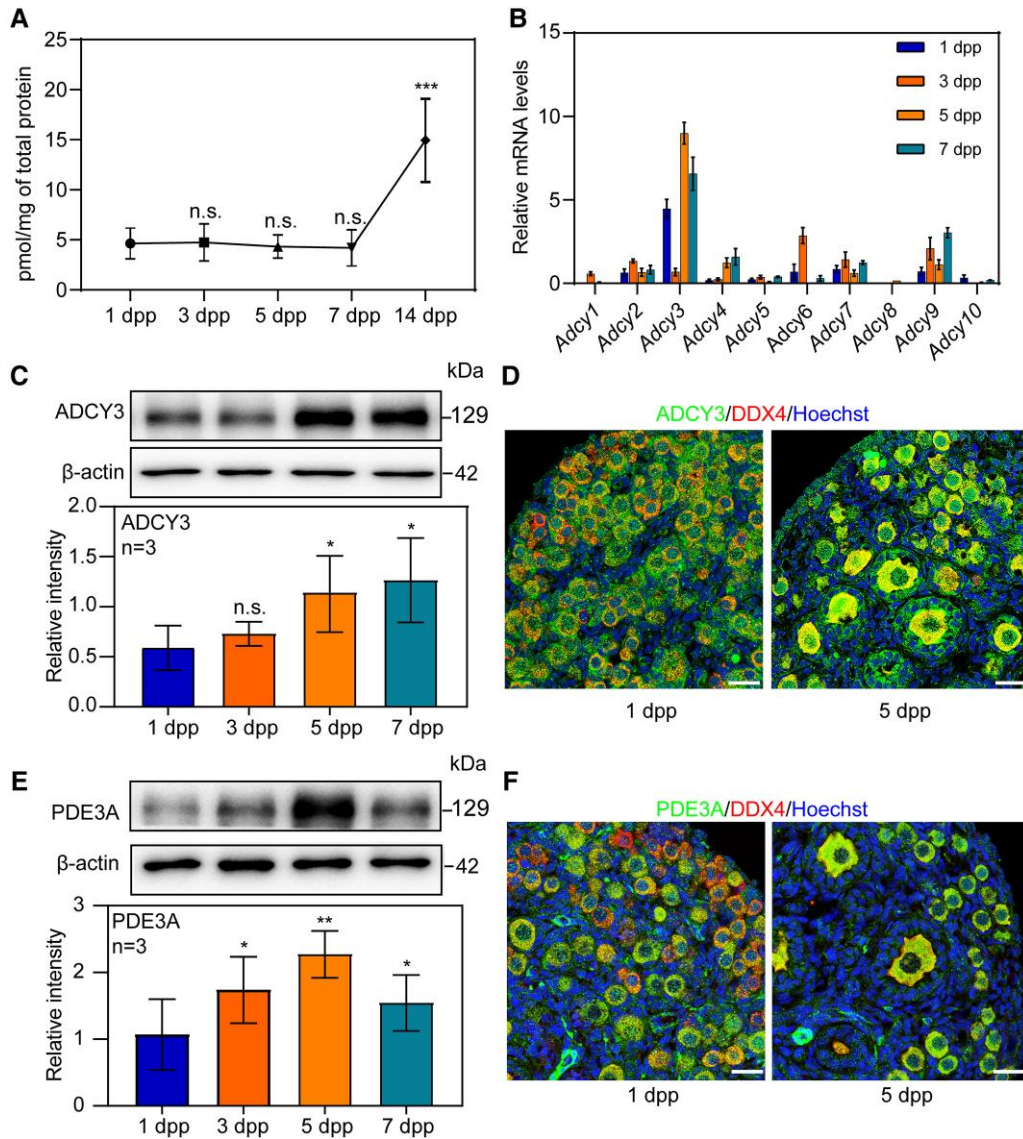 A
pmol/mg of total protein
25
20
15
10
5
0
n.s.
n.s.
n.s.
***
1 dpp
3 dpp
5 dpp
7 dpp
14 dpp
B
Relative mRNA levels
15
10
5
0
1 dpp
3 dpp
5 dpp
7 dpp
Adcy1
Adcy2
Adcy3
Adcy4
Adcy5
Adcy6
Adcy7
Adcy8
Adcy9
Adcy10
C
kDa
ADCY3
129
β-actin
42
Relative intensity
2.0
1.5
1.0
0.5
0.0
ADCY3
n=3
n.s.
*
*
1 dpp
3 dpp
5 dpp
7 dpp
D
ADCY3/DDX4/Hoechst
1 dpp
5 dpp
E
kDa
PDE3A
129
β-actin
42
Relative intensity
3
2
1
0
PDE3A
n=3
*
**
*
1 dpp
3 dpp
5 dpp
7 dpp
F
PDE3A/DDX4/Hoechst
1 dpp
5 dpp